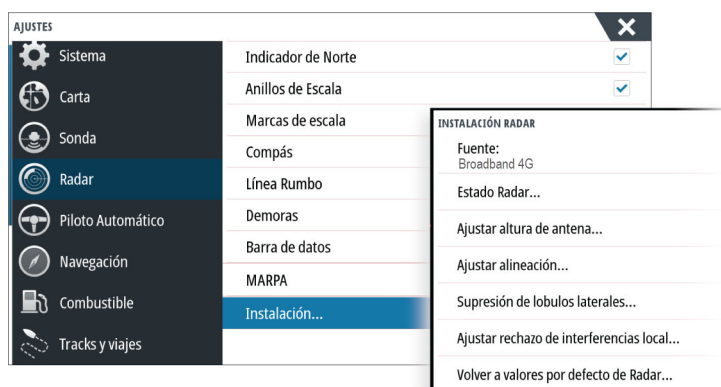 AJUSTES
Sistema
Carta
Sonda
Radar
Piloto Automático
Navegación
Combustible
Tracks y viajes
Indicador de Norte
Anillos de Escala
Marcas de escala
Compás
Línea Rumbo
Demoras
Barra de datos
MARPA
Instalación...
INSTALACIÓN RADAR
Fuente:
Broadband 4G
Estado Radar...
Ajustar altura de antena...
Ajustar alineación...
Supresión de lobulos laterales...
Ajustar rechazo de interferencias local...
Volver a valores por defecto de Radar...